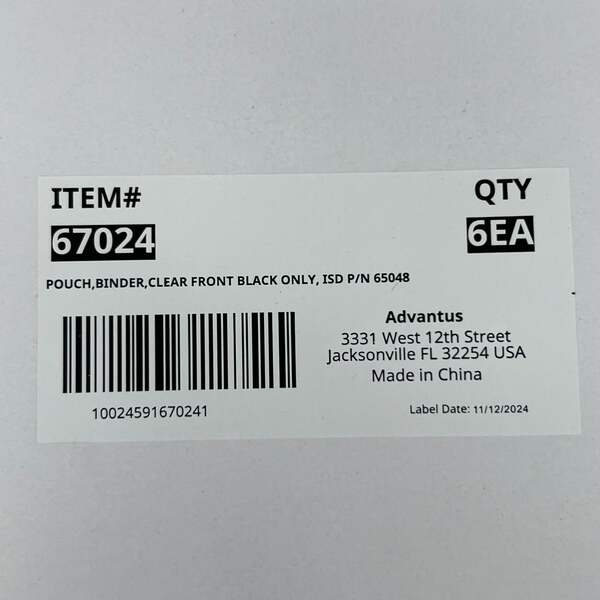 ITEM#
QTY
67024
6EA
POUCH,BINDER,CLEAR FRONT BLACK ONLY, ISD P/N 65048
Advantus
3331 West 12th Street
Jacksonville FL 32254 USA
Made in China
10024591670241
Label Date: 11/12/2024